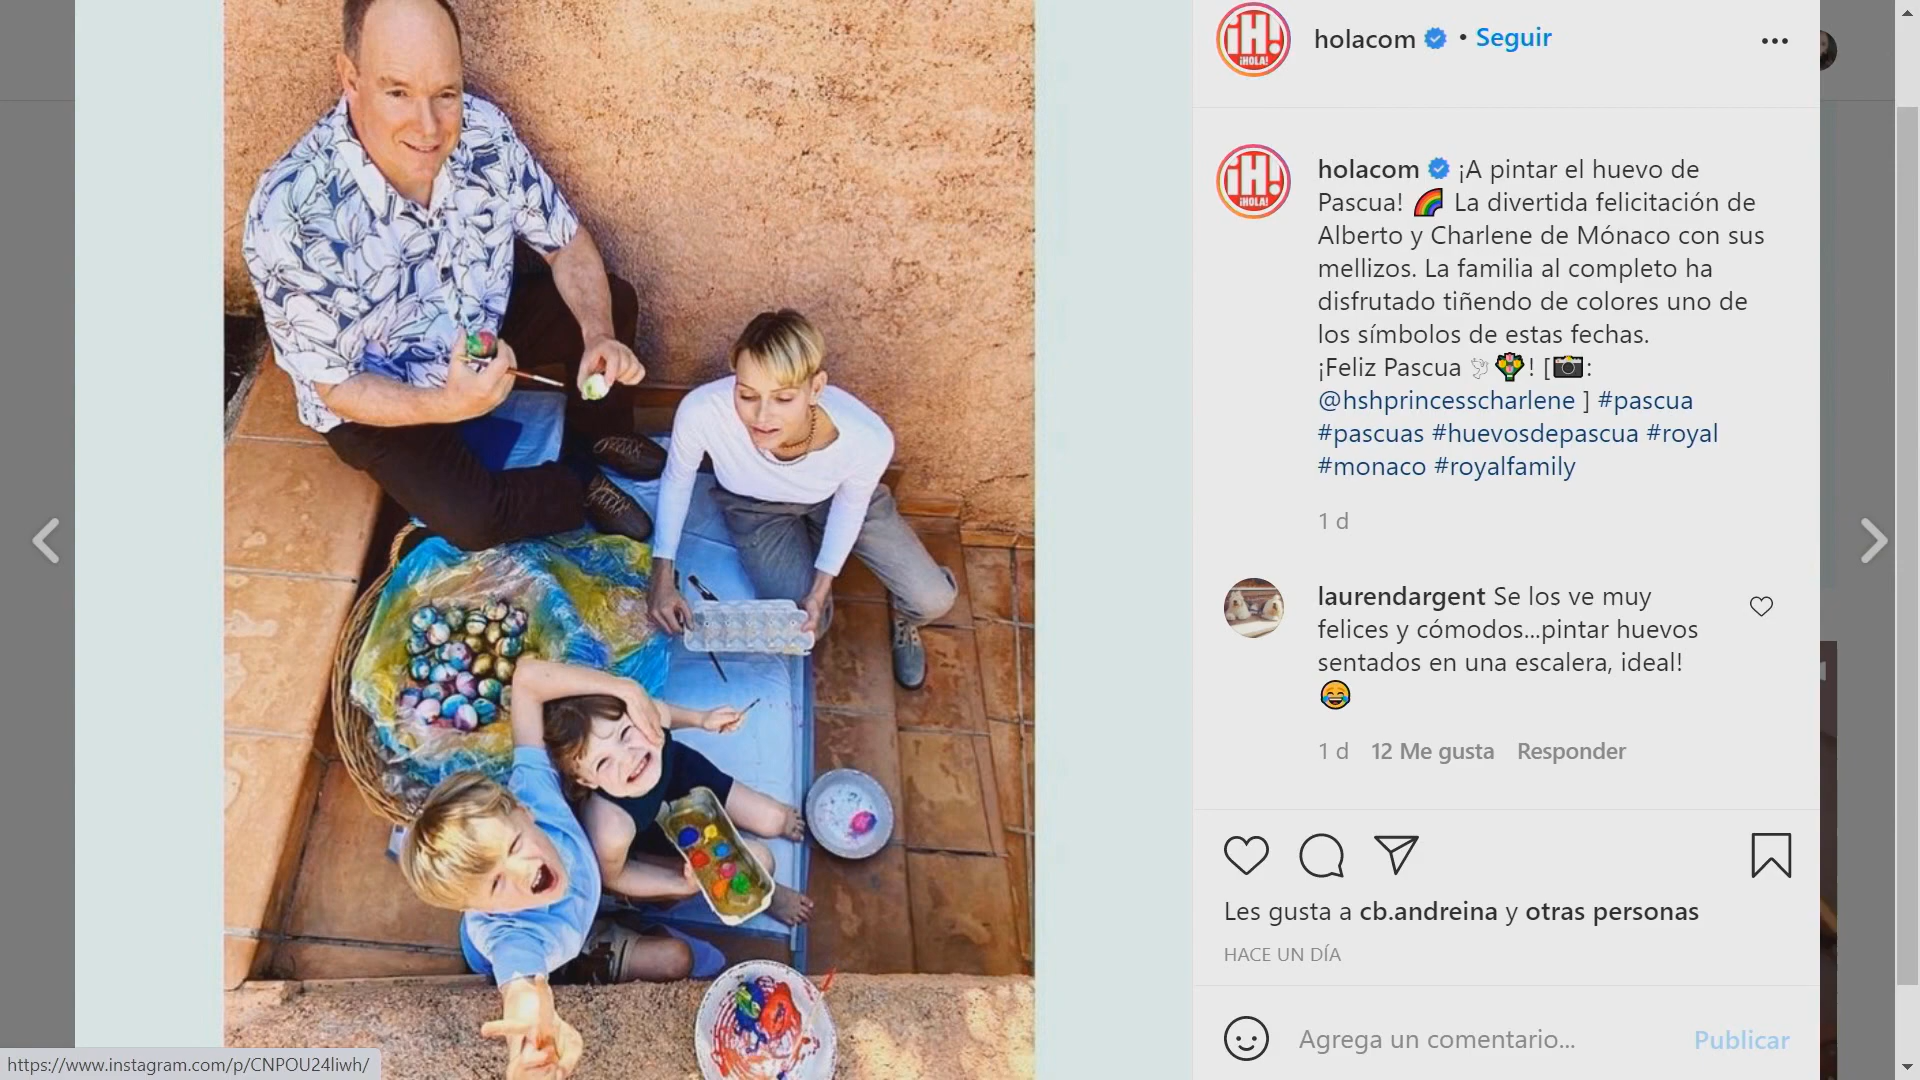 holacom • Seguir
holacom ¡A pintar el huevo de
Pascua! 🌈 La divertida felicitación de
Alberto y Charlene de Mónaco con sus
mellizos. La familia al completo ha
disfrutado tiñendo de colores uno de
los símbolos de estas fechas.
¡Feliz Pascua 🕊💐! [📷:
@hshprincesscharlene ] #pascua
#pascuas #huevosdepascua #royal
#monaco #royalfamily
1 d
laurendargent Se los ve muy
felices y cómodos...pintar huevos
sentados en una escalera, ideal!
😂
1 d 12 Me gusta Responder
Les gusta a cb.andreina y otras personas
HACE UN DÍA
Agrega un comentario... Publicar
¡H!
¡HOLA!
¡H!
¡HOLA!
https://www.instagram.com/p/CNPOU24liwh/